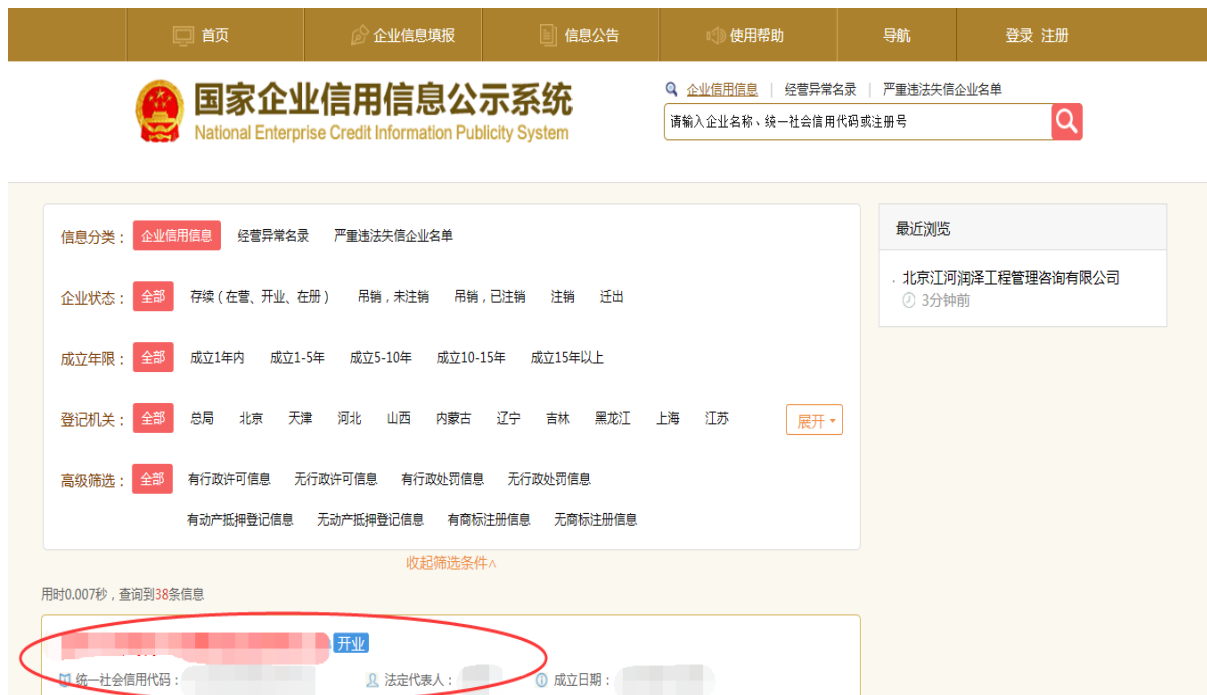 首页 企业信息填报 信息公告 使用帮助 导航 登录 注册
国家企业信用信息公示系统
National Enterprise Credit Information Publicity System
企业信用信息 | 经营异常名录 | 严重违法失信企业名单
请输入企业名称、统一社会信用代码或注册号
信息分类： 企业信用信息 经营异常名录 严重违法失信企业名单
企业状态： 全部 存续（在营、开业、在册） 吊销，未注销 吊销，已注销 注销 迁出
成立年限： 全部 成立1年内 成立1-5年 成立5-10年 成立10-15年 成立15年以上
登记机关： 全部 总局 北京 天津 河北 山西 内蒙古 辽宁 吉林 黑龙江 上海 江苏 展开
高级筛选： 全部 有行政许可信息 无行政许可信息 有行政处罚信息 无行政处罚信息
有动产抵押登记信息 无动产抵押登记信息 有商标注册信息 无商标注册信息
收起筛选条件
最近浏览
北京江河润泽工程管理咨询有限公司
3分钟前
用时0.007秒，查询到38条信息
开业
统一社会信用代码： 法定代表人： 成立日期：